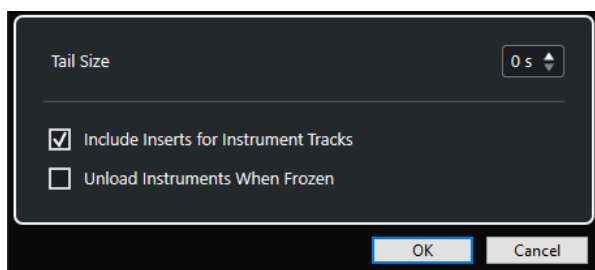 Tail Size
0 s
Include Inserts for Instrument Tracks
Unload Instruments When Frozen
OK
Cancel